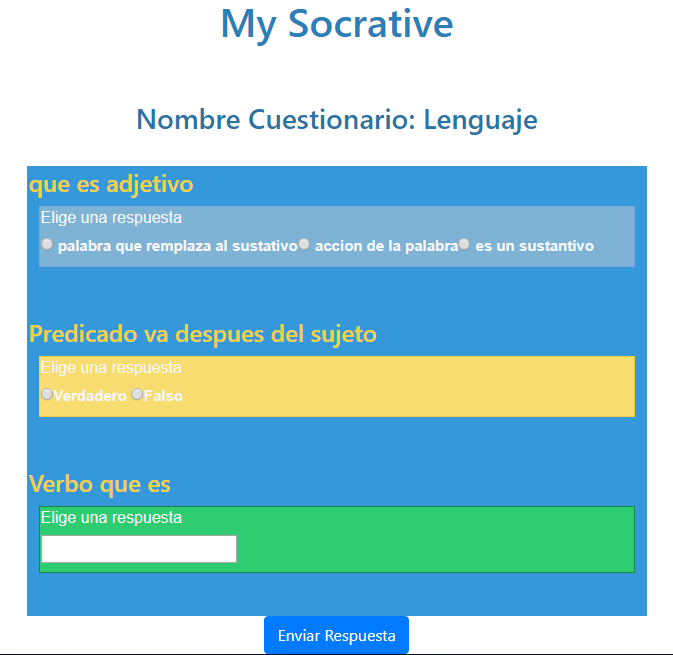 My Socrative
Nombre Cuestionario: Lenguaje
que es adjetivo
Elige una respuesta
palabra que remplaza al sustativo accion de la palabra es un sustantivo
Predicado va despues del sujeto
Elige una respuesta
Verdadero Falso
Verbo que es
Elige una respuesta
Enviar Respuesta